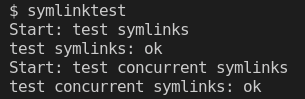 $ symlinktest
Start: test symlinks
test symlinks: ok
Start: test concurrent symlinks
test concurrent symlinks: ok